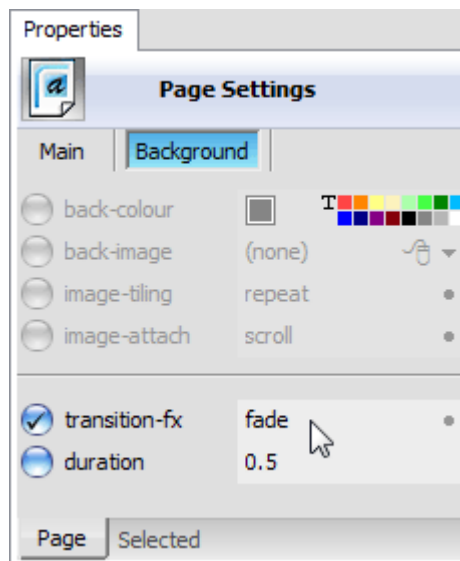 Properties
Page Settings
Main Background
back-colour T
back-image (none)
image-tiling repeat
image-attach scroll
transition-fx fade
duration 0.5
Page Selected